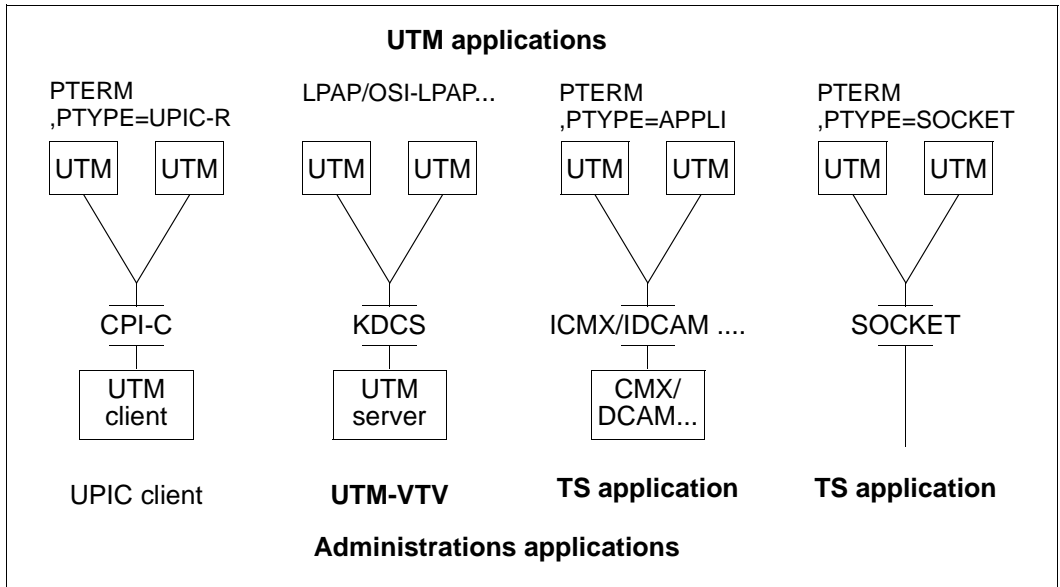 UTM applications
PTERM
,PTYPE=UPIC-R
LPAP/OSI-LPAP...
PTERM
,PTYPE=APPLI
PTERM
,PTYPE=SOCKET
UTM UTM UTM UTM UTM UTM UTM UTM
CPI-C KDCS ICMX/IDCAM .... SOCKET
UTM
client
UTM
server
CMX/
DCAM...
UPIC client UTM-VTV TS application TS application
Administrations applications